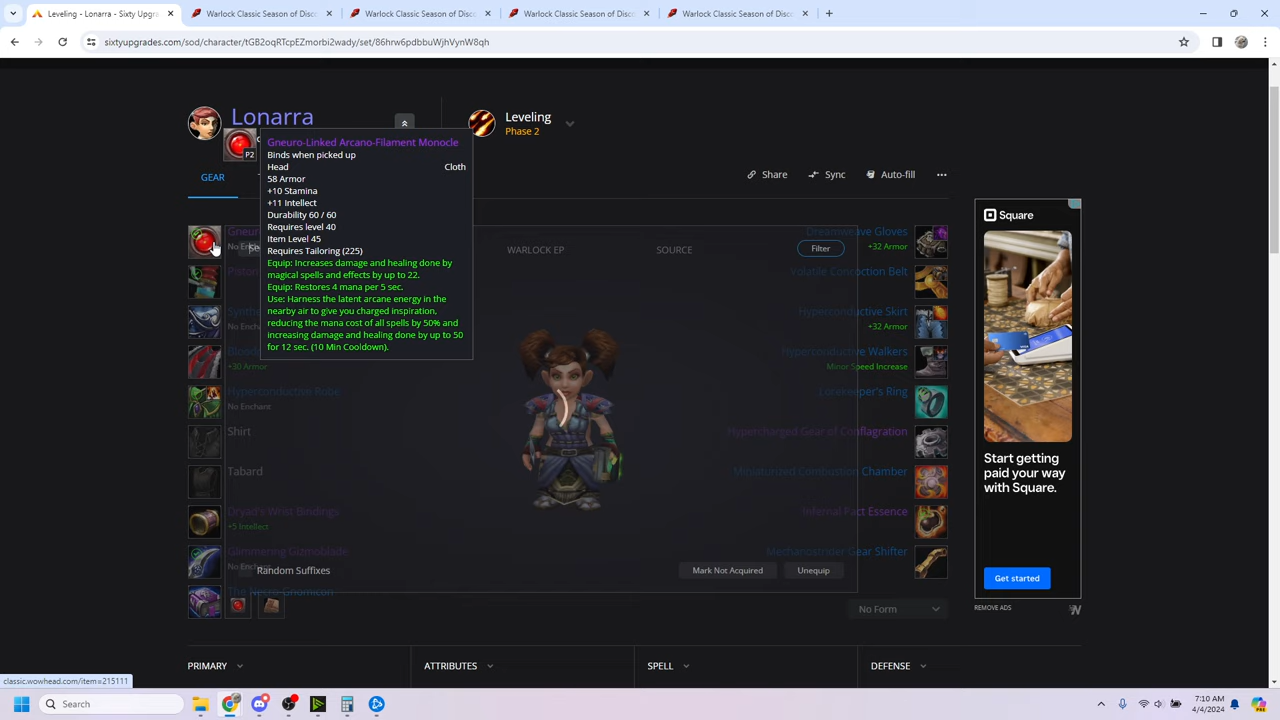 Leveling - Lonarra - Sixty Upgra
Warlock Classic Season of Disco
Warlock Classic Season of Disco
Warlock Classic Season of Disco
Warlock Classic Season of Disco
sixtyupgrades.com/sod/character/tGB2oqRTcpEZmorbi2wady/set/86hrw6pdbbuWjhVynW8qh
Lonarra
Leveling
Phase 2
P2
Gneuro-Linked Arcano-Filament Monocle
Binds when picked up
Head Cloth
58 Armor
+10 Stamina
+11 Intellect
Durability 60 / 60
Requires level 40
Item Level 45
Requires Tailoring (225)
Equip: Increases damage and healing done by
magical spells and effects by up to 22.
Equip: Restores 4 mana per 5 sec.
Use: Harness the latent arcane energy in the
nearby air to give you charged inspiration,
reducing the mana cost of all spells by 50% and
increasing damage and healing done by up to 50
for 12 sec. (10 Min Cooldown).
GEAR
Share
Sync
Auto-fill
WARLOCK EP
SOURCE
Filter
Dreamweave Gloves
+32 Armor
Volatile Concoction Belt
Hyperconductive Skirt
+32 Armor
+30 Armor
Hyperconductive Walkers
Minor Speed Increase
Hyperconductive Robe
No Enchant
Lorekeeper's Ring
Shirt
Hypercharged Gear of Conflagration
Tabard
Miniaturized Combustion Chamber
Dryad's Wrist Bindings
+5 Intellect
Infernal Pact Essence
Glimmering Gizmoblade
Mechanostrider Gear Shifter
Random Suffixes
Mark Not Acquired
Unequip
The Necro-Gnomicon
No Form
PRIMARY
ATTRIBUTES
SPELL
DEFENSE
Square
Start getting
paid your way
with Square.
Get started
REMOVE ADS
classic.wowhead.com/item=215111
Search
7:10 AM
4/4/2024